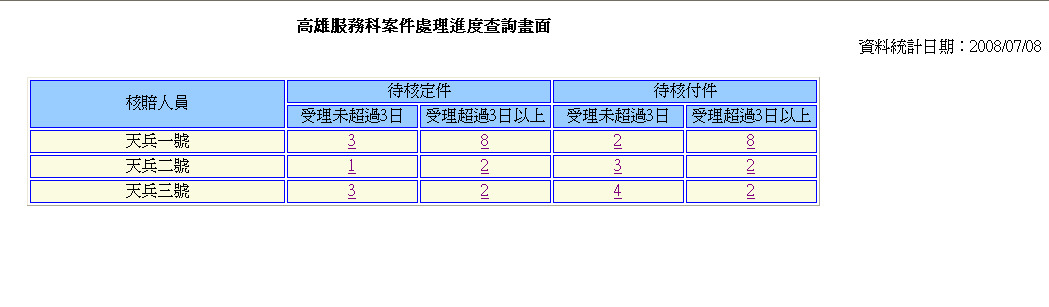 高雄服務科案件處理進度查詢畫面
資料統計日期：2008/07/08
核賠人員 待核定件 待核付件
受理未超過3日 受理超過3日以上 受理未超過3日 受理超過3日以上
天兵一號 3 8 2 8
天兵二號 1 2 3 2
天兵三號 3 2 4 2